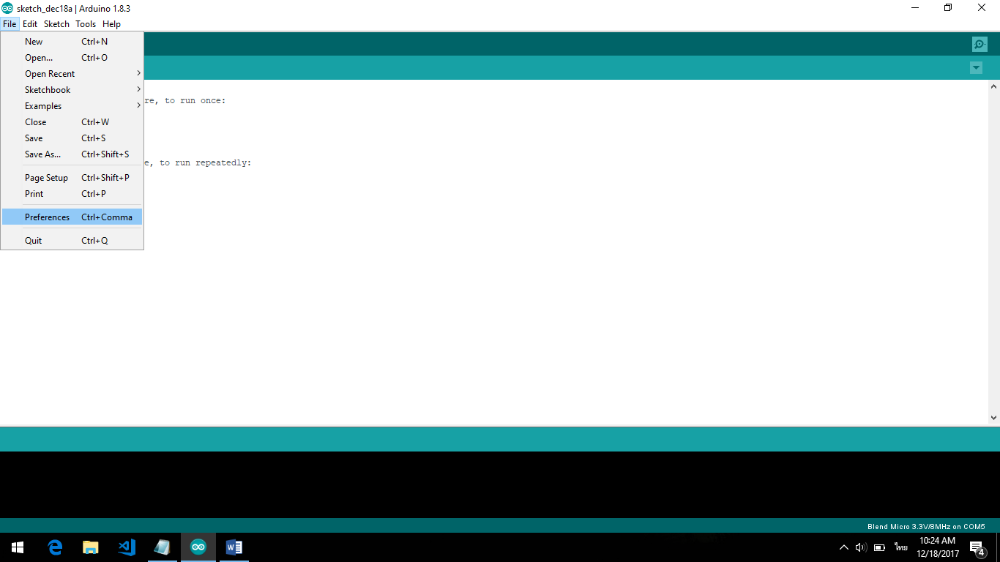 sketch_dec18a | Arduino 1.8.3
File Edit Sketch Tools Help
New Ctrl+N
Open... Ctrl+O
Open Recent
Sketchbook
Examples
Close Ctrl+W
Save Ctrl+S
Save As... Ctrl+Shift+S
Page Setup Ctrl+Shift+P
Print Ctrl+P
Preferences Ctrl+Comma
Quit Ctrl+Q
re, to run once:
e, to run repeatedly:
Blend Micro 3.3V/8MHz on COM5
ไทย
10:24 AM
12/18/2017
4